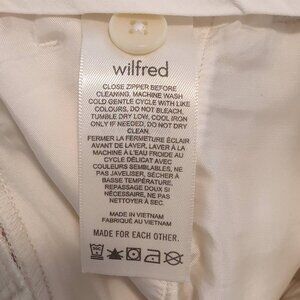 wilfred
CLOSE ZIPPER BEFORE
CLEANING, MACHINE WASH
COLD GENTLE CYCLE WITH LIKE
COLOURS, DO NOT BLEACH,
TUMBLE DRY LOW, COOL IRON
ONLY IF NEEDED, DO NOT DRY
CLEAN.
FERMER LA FERMETURE ÉCLAIR
AVANT DE LAVER, LAVER À LA
MACHINE À L'EAU FROIDE AU
CYCLE DÉLICAT AVEC
COULEURS SEMBLABLES, NE
PAS JAVELISER, SÉCHER À
BASSE TEMPÉRATURE,
REPASSAGE DOUX SI
NÉCESSAIRE, NE PAS
NETTOYER À SEC.
MADE IN VIETNAM
FABRIQUÉ AU VIETNAM
MADE FOR EACH OTHER.